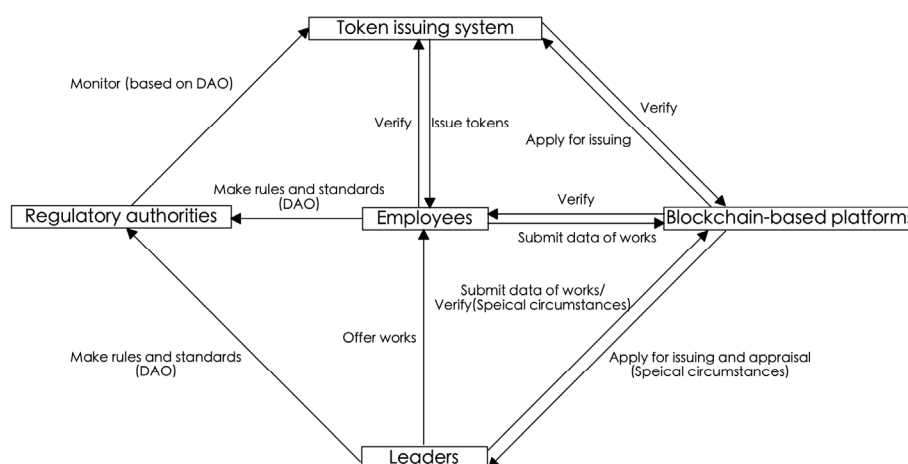 Token issuing system
Monitor (based on DAO)
Verify
Verify
Issue tokens
Apply for issuing
Make rules and standards
(DAO)
Verify
Regulatory authorities
Employees
Blockchain-based platforms
Submit data of works
Submit data of works/
Verify(Speical circumstances)
Offer works
Make rules and standards
(DAO)
Apply for issuing and appraisal
(Speical circumstances)
Leaders